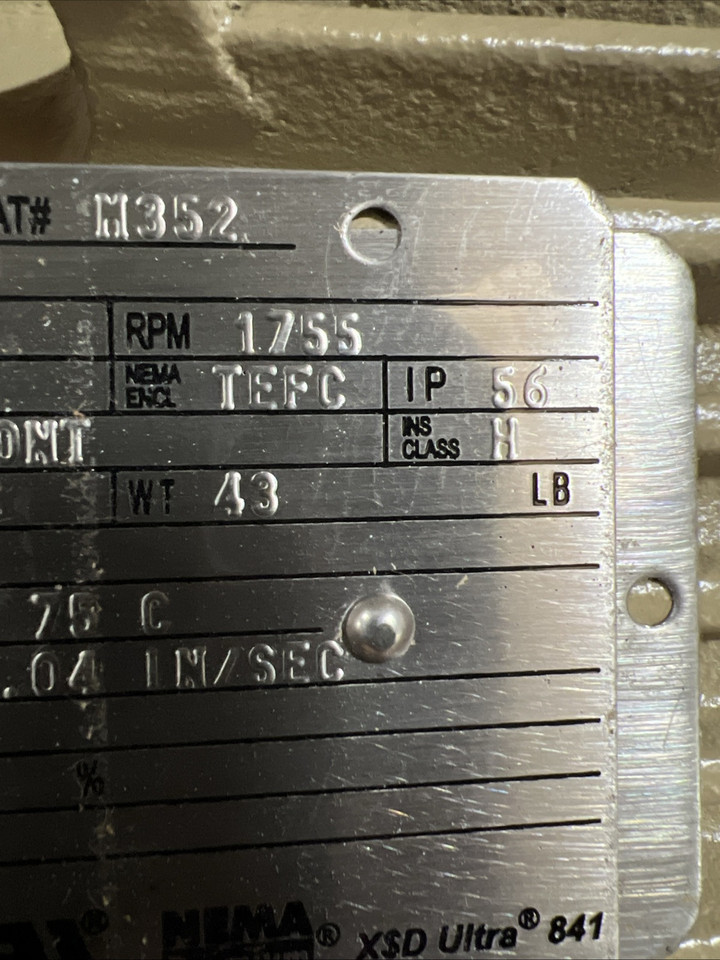 AT# M352
RPM 1755
NEMA ENCL TEFC IP 56
ONT INS CLASS H
WT 43 LB
75 C
.04 IN/SEC
%
® NEMA ® X$D Ultra® 841